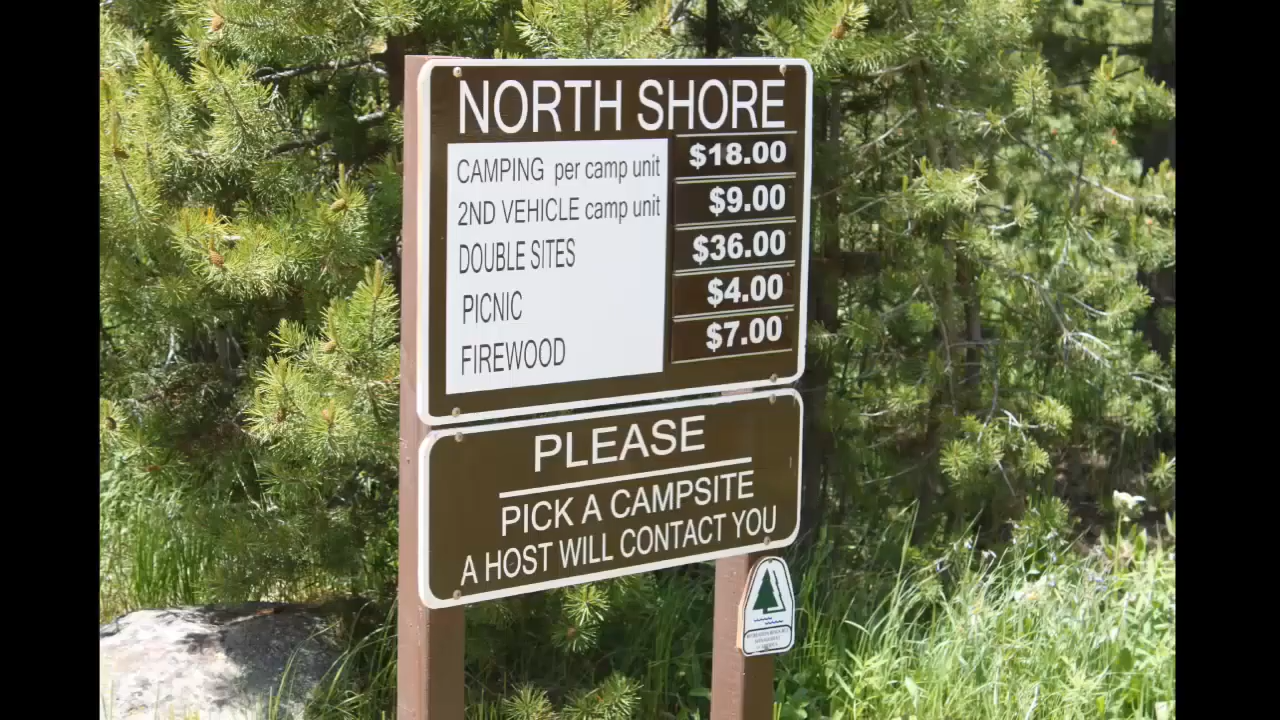 NORTH SHORE
CAMPING per camp unit $18.00
2ND VEHICLE camp unit $9.00
DOUBLE SITES $36.00
PICNIC $4.00
FIREWOOD $7.00
PLEASE
PICK A CAMPSITE
A HOST WILL CONTACT YOU